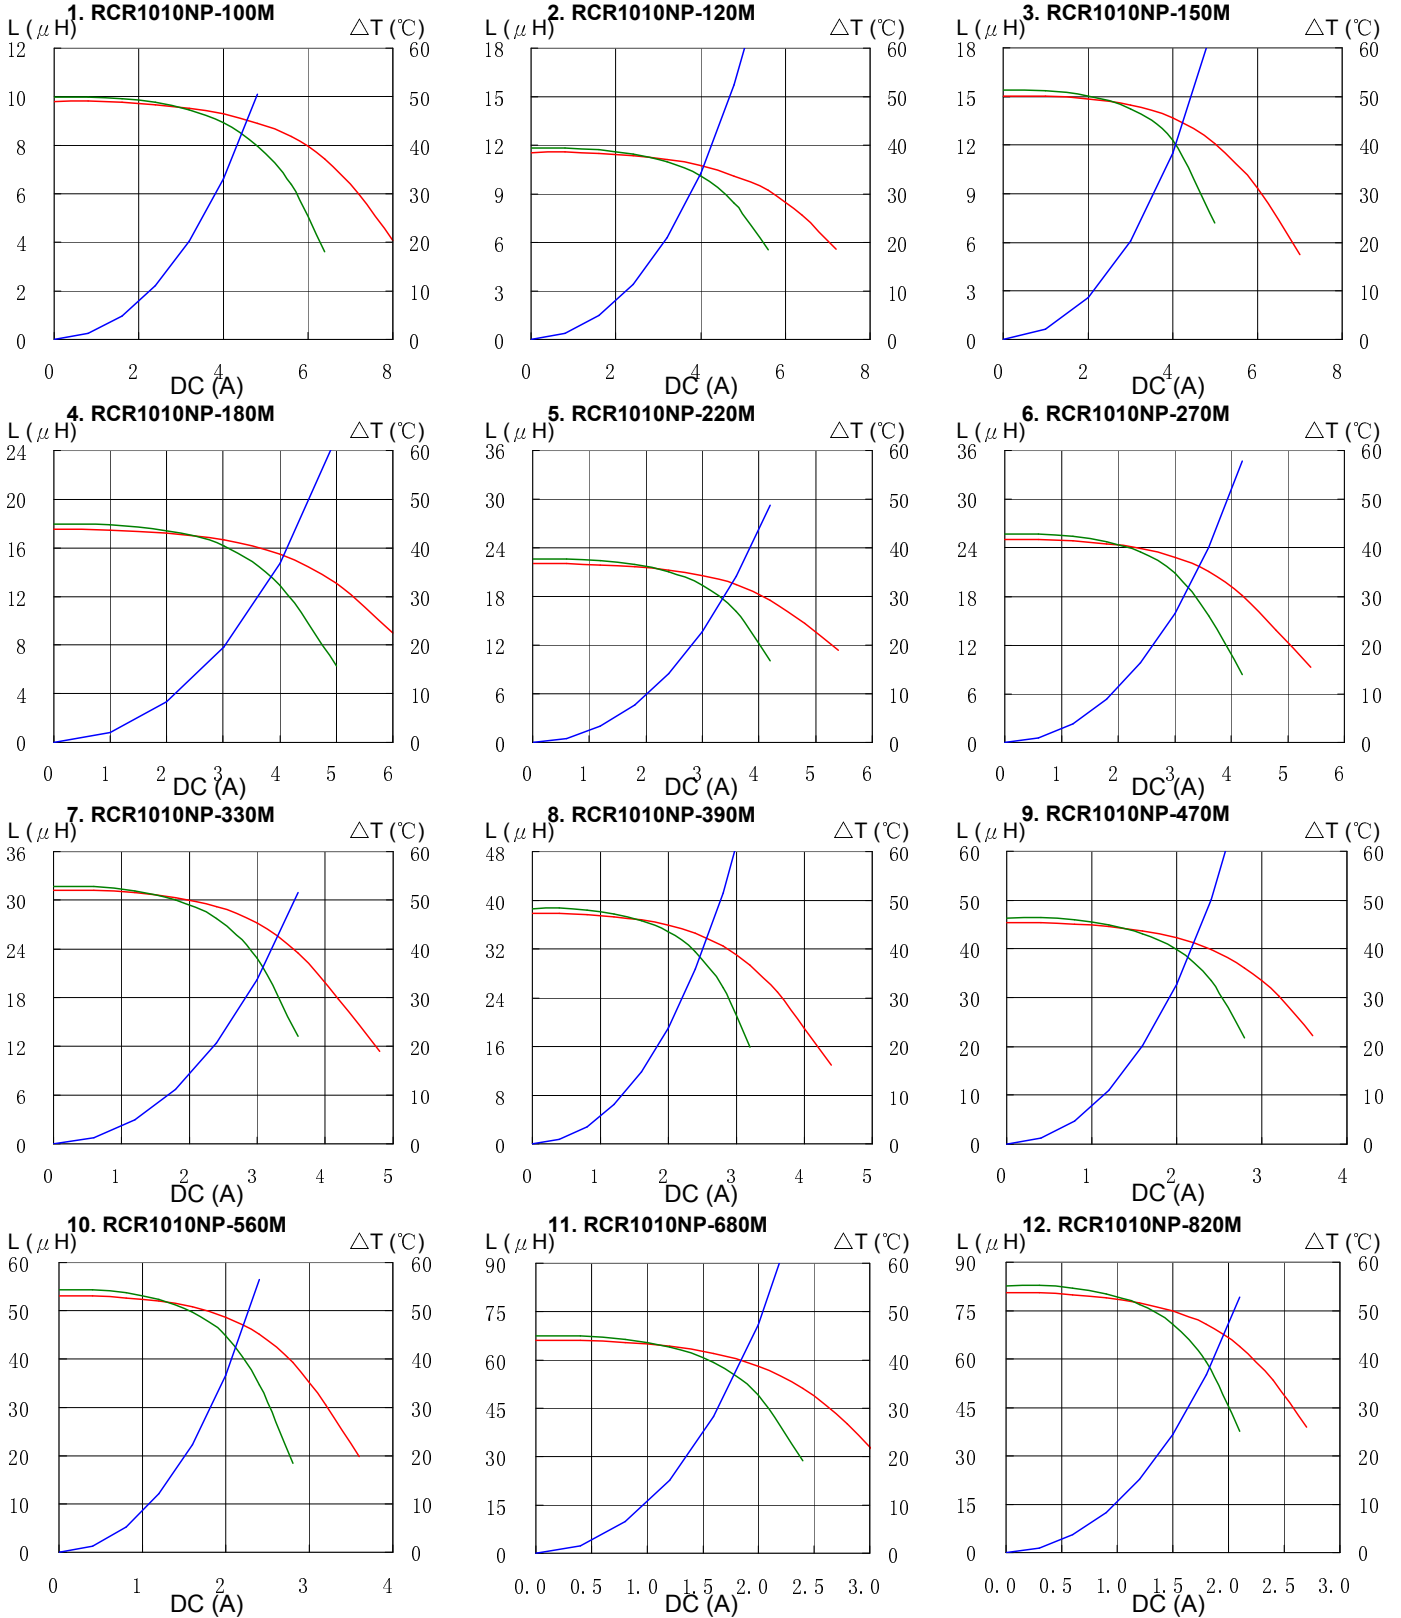 1. RCR1010NP-100M
L (μH) △T (℃)
12 60
10 50
8 40
6 30
4 20
2 10
0 0
0 2 4 6 8
DC (A)
2. RCR1010NP-120M
L (μH) △T (℃)
18 60
15 50
12 40
9 30
6 20
3 10
0 0
0 2 4 6 8
DC (A)
3. RCR1010NP-150M
L (μH) △T (℃)
18 60
15 50
12 40
9 30
6 20
3 10
0 0
0 2 4 6 8
DC (A)
4. RCR1010NP-180M
L (μH) △T (℃)
24 60
20 50
16 40
12 30
8 20
4 10
0 0
0 1 2 3 4 5 6
DC (A)
5. RCR1010NP-220M
L (μH) △T (℃)
36 60
30 50
24 40
18 30
12 20
6 10
0 0
0 1 2 3 4 5 6
DC (A)
6. RCR1010NP-270M
L (μH) △T (℃)
36 60
30 50
24 40
18 30
12 20
6 10
0 0
0 1 2 3 4 5 6
DC (A)
7. RCR1010NP-330M
L (μH) △T (℃)
36 60
30 50
24 40
18 30
12 20
6 10
0 0
0 1 2 3 4 5
DC (A)
8. RCR1010NP-390M
L (μH) △T (℃)
48 60
40 50
32 40
24 30
16 20
8 10
0 0
0 1 2 3 4 5
DC (A)
9. RCR1010NP-470M
L (μH) △T (℃)
60 60
50 50
40 40
30 30
20 20
10 10
0 0
0 1 2 3 4
DC (A)
10. RCR1010NP-560M
L (μH) △T (℃)
60 60
50 50
40 40
30 30
20 20
10 10
0 0
0 1 2 3 4
DC (A)
11. RCR1010NP-680M
L (μH) △T (℃)
90 60
75 50
60 40
45 30
30 20
15 10
0 0
0.0 0.5 1.0 1.5 2.0 2.5 3.0
DC (A)
12. RCR1010NP-820M
L (μH) △T (℃)
90 60
75 50
60 40
45 30
30 20
15 10
0 0
0.0 0.5 1.0 1.5 2.0 2.5 3.0
DC (A)